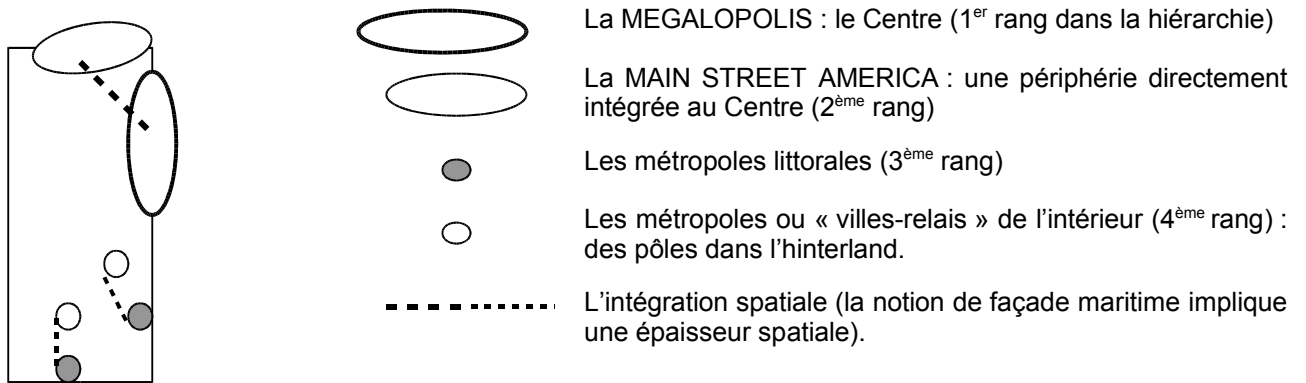 La MEGALOPOLIS : le Centre (1er rang dans la hiérarchie)
La MAIN STREET AMERICA : une périphérie directement
intégrée au Centre (2ème rang)
Les métropoles littorales (3ème rang)
Les métropoles ou « villes-relais » de l’intérieur (4ème rang) :
des pôles dans l’hinterland.
L’intégration spatiale (la notion de façade maritime implique
une épaisseur spatiale).